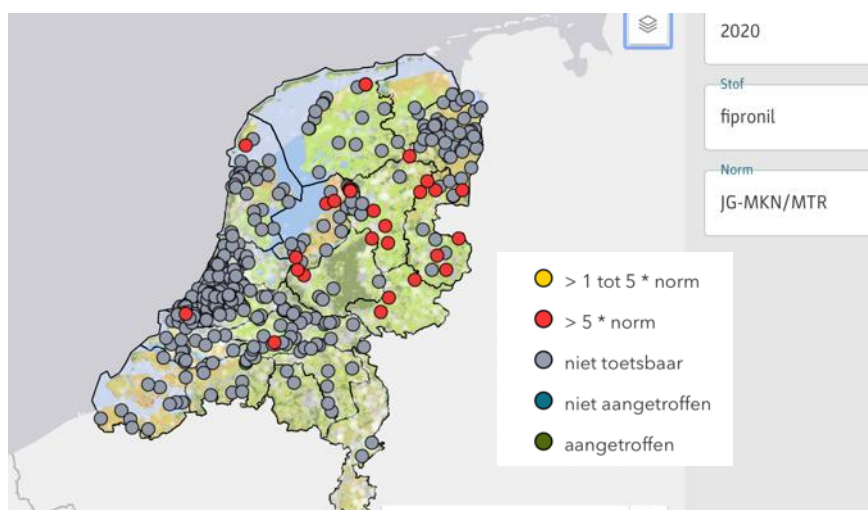 2020
Stof
fipronil
Norm
JG-MKN/MTR
> 1 tot 5 * norm
> 5 * norm
niet toetsbaar
niet aangetroffen
aangetroffen